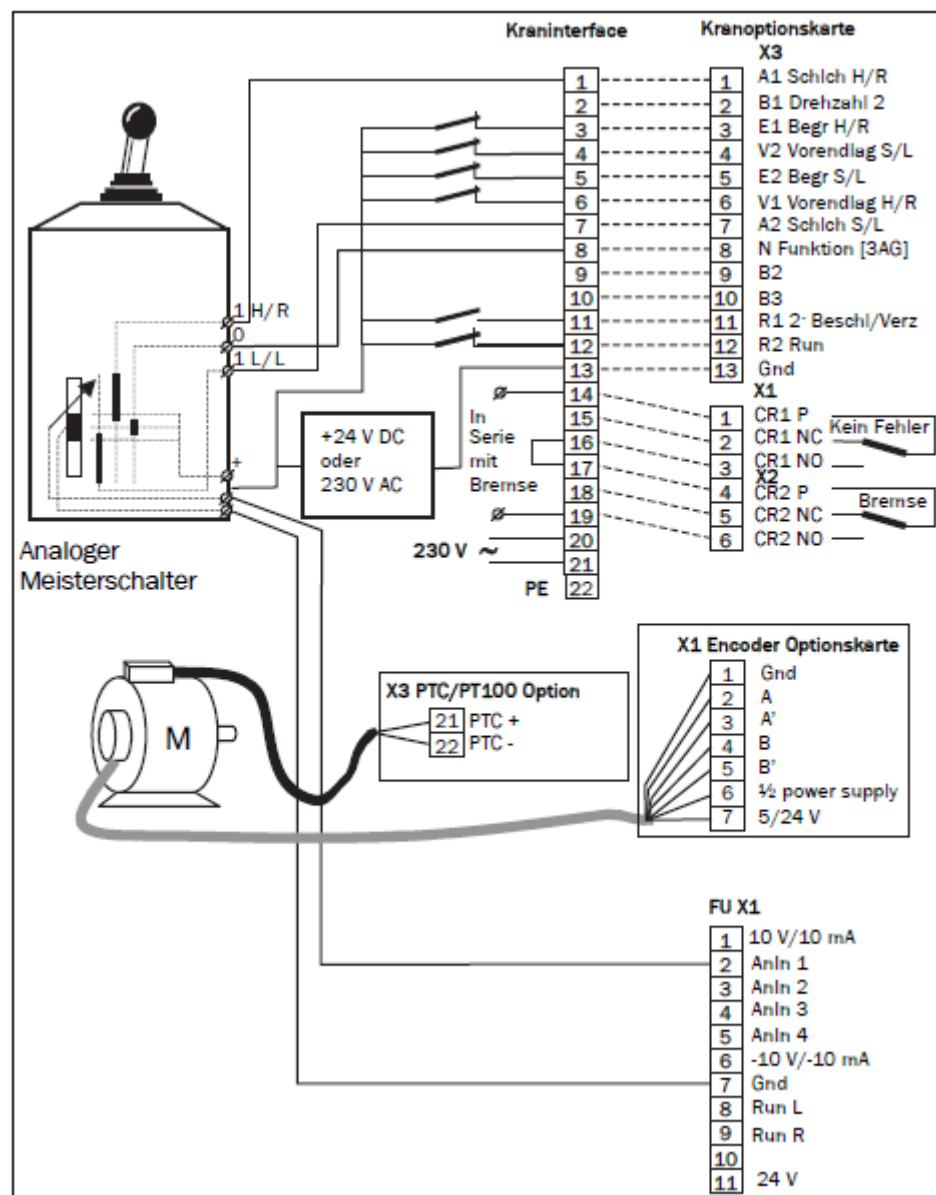 Kraninterface Kranoptionskarte
X3
1 1 A1 Schlch H/R
2 2 B1 Drehzahl 2
3 3 E1 Begr H/R
4 4 V2 Vorendlag S/L
5 5 E2 Begr S/L
6 6 V1 Vorendlag H/R
7 7 A2 Schlch S/L
8 8 N Funktion [3AG]
9 9 B2
10 10 B3
11 11 R1 2- Beschl/Verz
12 12 R2 Run
13 13 Gnd
1 H/R
0
1 L/L
+
+24 V DC
oder
230 V AC
In
Serie
mit
Bremse
14
15
16
17
18
19
20
21
22
230 V ~
PE
X1
1 CR1 P
2 CR1 NC
3 CR1 NO
Kein Fehler
X2
4 CR2 P
5 CR2 NC
6 CR2 NO
Bremse
Analoger
Meisterschalter
M
X3 PTC/PT100 Option
21 PTC +
22 PTC -
X1 Encoder Optionskarte
1 Gnd
2 A
3 A'
4 B
5 B'
6 ½ power supply
7 5/24 V
FU X1
1 10 V/10 mA
2 AnIn 1
3 AnIn 2
4 AnIn 3
5 AnIn 4
6 -10 V/-10 mA
7 Gnd
8 Run L
9 Run R
10
11 24 V